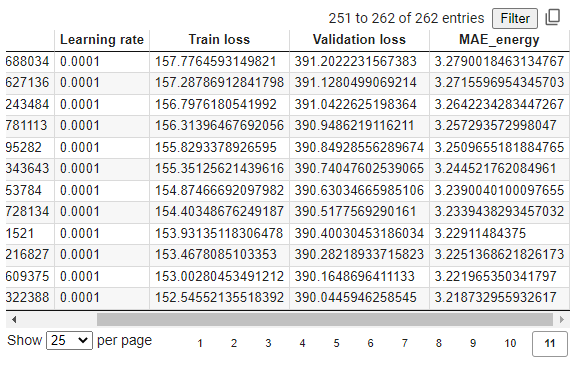 251 to 262 of 262 entries Filter
Learning rate Train loss Validation loss MAE_energy
688034 0.0001 157.7764593149821 391.2022231567383 3.2790018463134767
627136 0.0001 157.28786912841798 391.1280499069214 3.2715596954345703
243484 0.0001 156.7976180541992 391.0422625198364 3.2642234283447267
781113 0.0001 156.31396467692056 390.9486219116211 3.257293572998047
95282 0.0001 155.8293378926595 390.84928556289674 3.2509655181884765
343643 0.0001 155.35125621439616 390.74047602539065 3.244521762084961
53784 0.0001 154.87466692097982 390.63034665985106 3.2390040100097655
728134 0.0001 154.40348676249187 390.5177569290161 3.2339438293457032
1521 0.0001 153.93135118306478 390.40030453186034 3.22911484375
216827 0.0001 153.4678085103353 390.28218933715823 3.2251368621826173
609375 0.0001 153.00280453491212 390.1648696411133 3.221965350341797
322388 0.0001 152.54552135518392 390.0445946258545 3.218732955932617
Show 25 per page 1 2 3 4 5 6 7 8 9 10 11